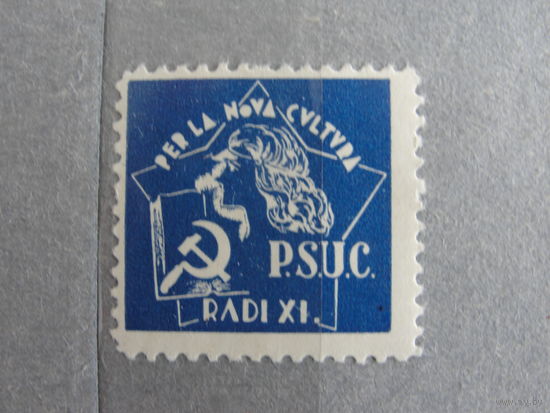 PER LA NOVA CVLTVRA
P.S.U.C.
RADI XI.